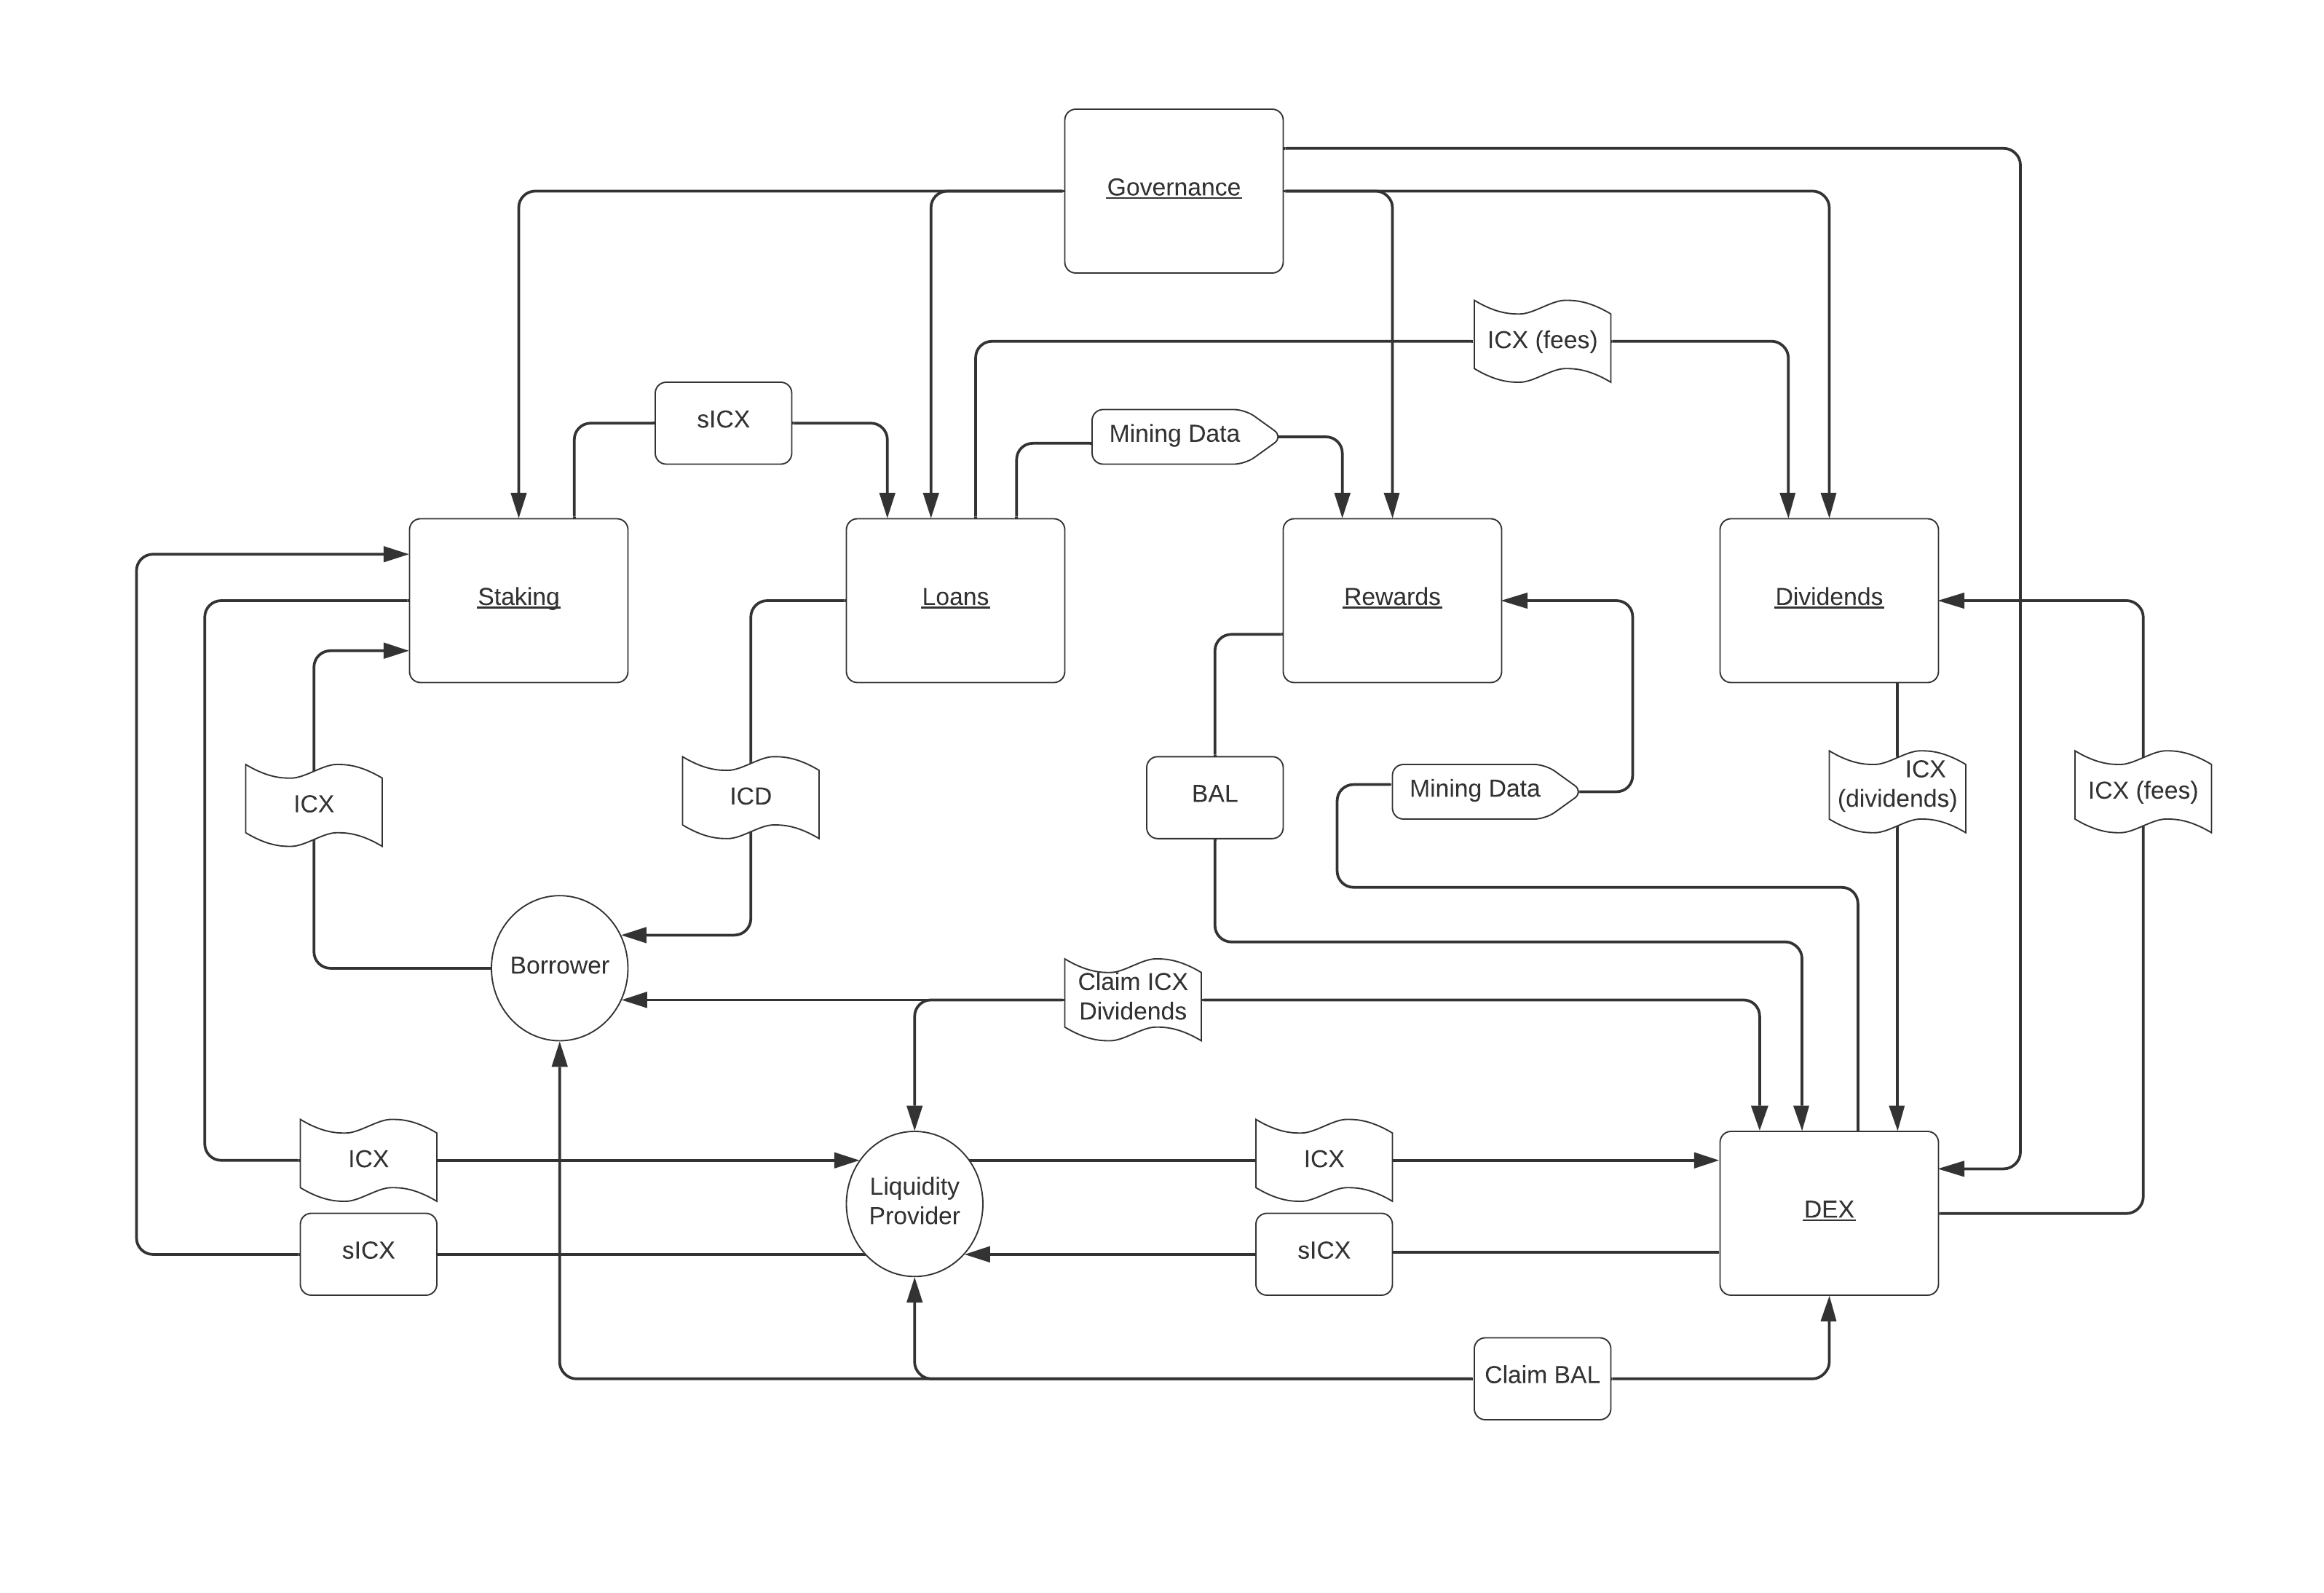 Governance
ICX (fees)
sICX
Mining Data
Staking
Loans
Rewards
Dividends
ICX
ICD
BAL
Mining Data
ICX
(dividends)
ICX (fees)
Borrower
Claim ICX
Dividends
ICX
Liquidity
Provider
ICX
DEX
sICX
sICX
Claim BAL